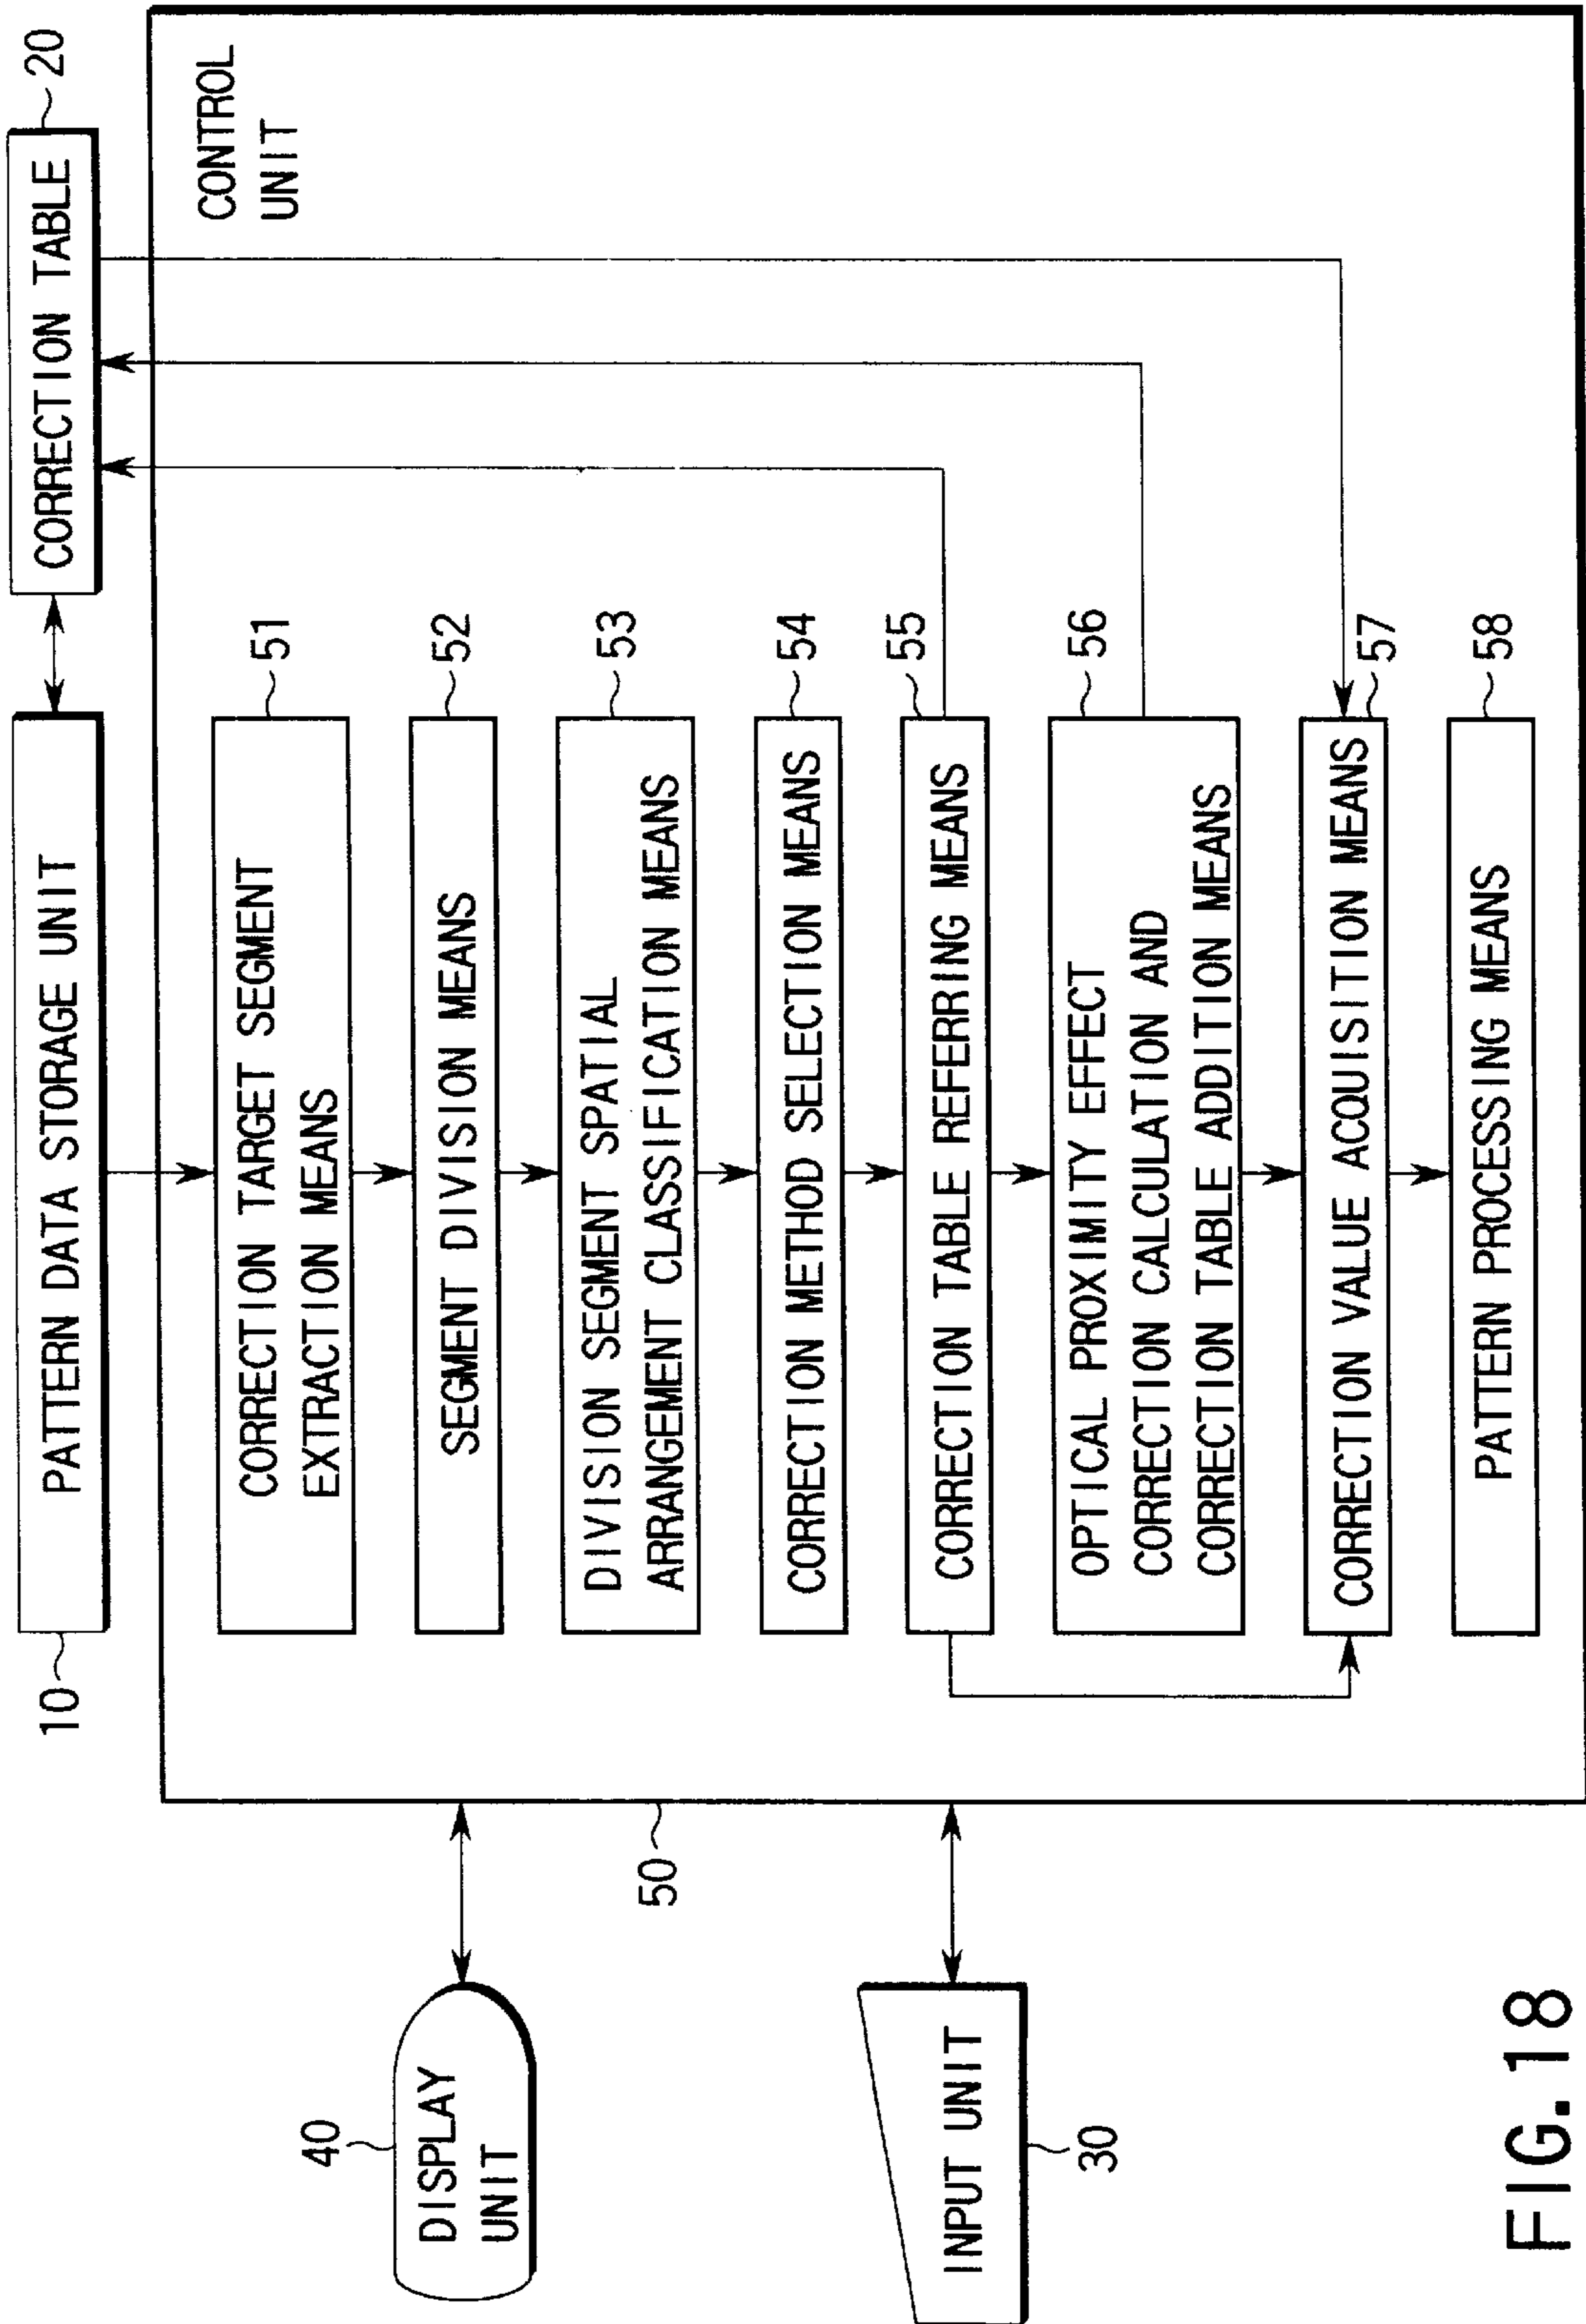 10
PATTERN DATA STORAGE UNIT
CORRECTION TABLE
20
CONTROL
UNIT
CORRECTION TARGET SEGMENT
EXTRACTION MEANS
51
SEGMENT DIVISION MEANS
52
DIVISION SEGMENT SPATIAL
ARRANGEMENT CLASSIFICATION MEANS
53
CORRECTION METHOD SELECTION MEANS
54
CORRECTION TABLE REFERRING MEANS
55
OPTICAL PROXIMITY EFFECT
CORRECTION CALCULATION AND
CORRECTION TABLE ADDITION MEANS
56
CORRECTION VALUE ACQUISITION MEANS
57
PATTERN PROCESSING MEANS
58
40
DISPLAY
UNIT
50
INPUT UNIT
30
FIG.18